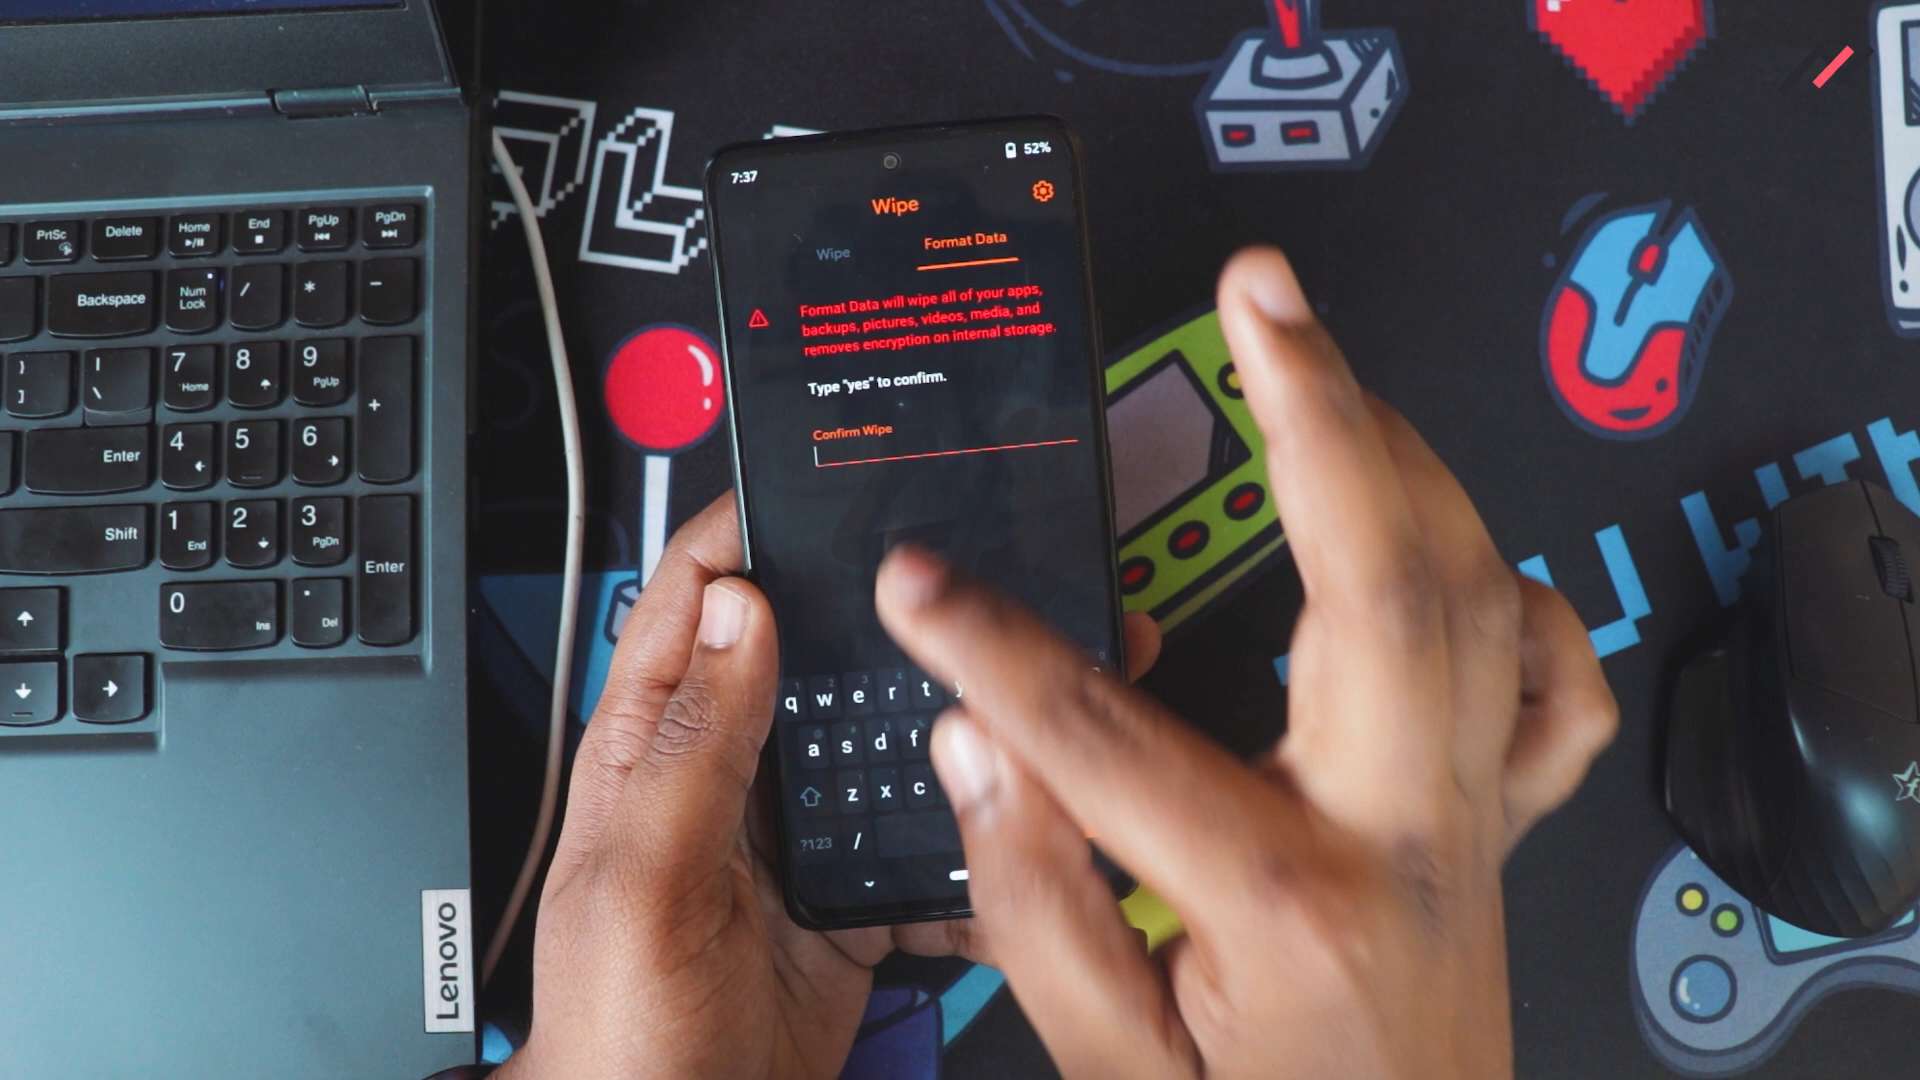 7:37
52%
Wipe
Wipe
Format Data
Format Data will wipe all of your apps,
backups, pictures, videos, media, and
removes encryption on internal storage.
Type "yes" to confirm.
Confirm Wipe
q w e r t y
a s d f
z x c
?123 /
PrtSc Delete Home End PgUp PgDn
Backspace Num Lock / * -
} ] | \ 7 Home 8 9 PgUp +
Enter 4 5 6
Shift 1 End 2 3 PgDn Enter
0 Ins . Del
Lenovo